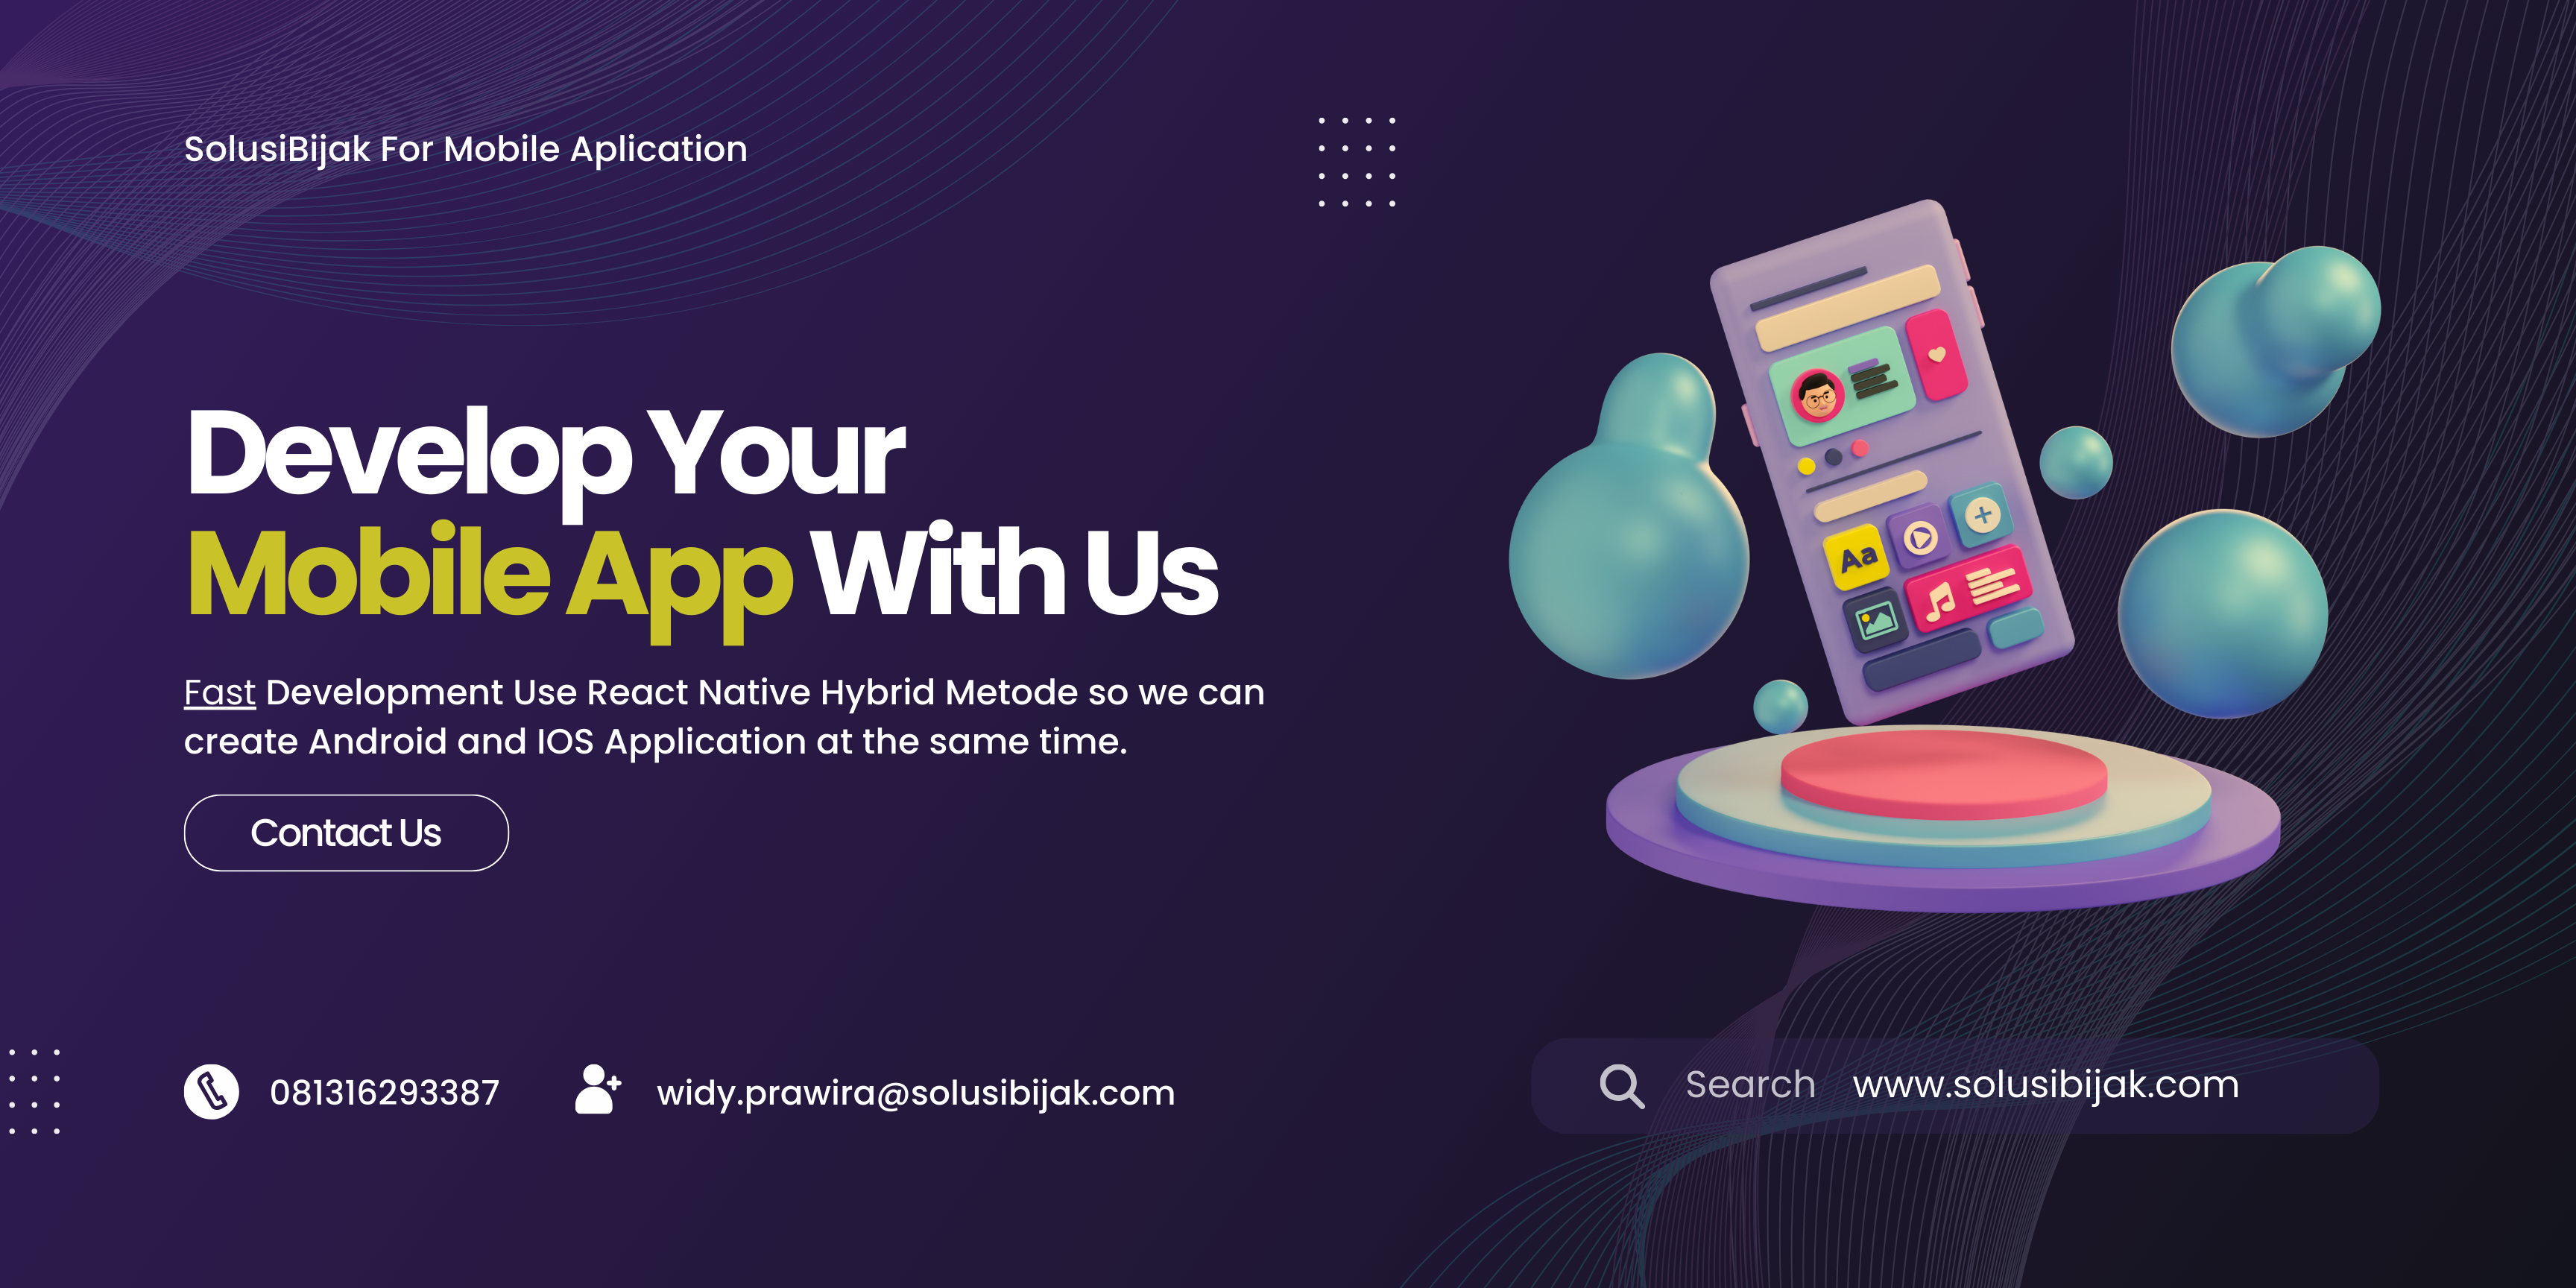 SolusiBijak For Mobile Aplication
Develop Your
Mobile App With Us
Fast Development Use React Native Hybrid Metode so we can
create Android and IOS Application at the same time.
Contact Us
Aa
081316293387
widy.prawira@solusibijak.com
Search www.solusibijak.com